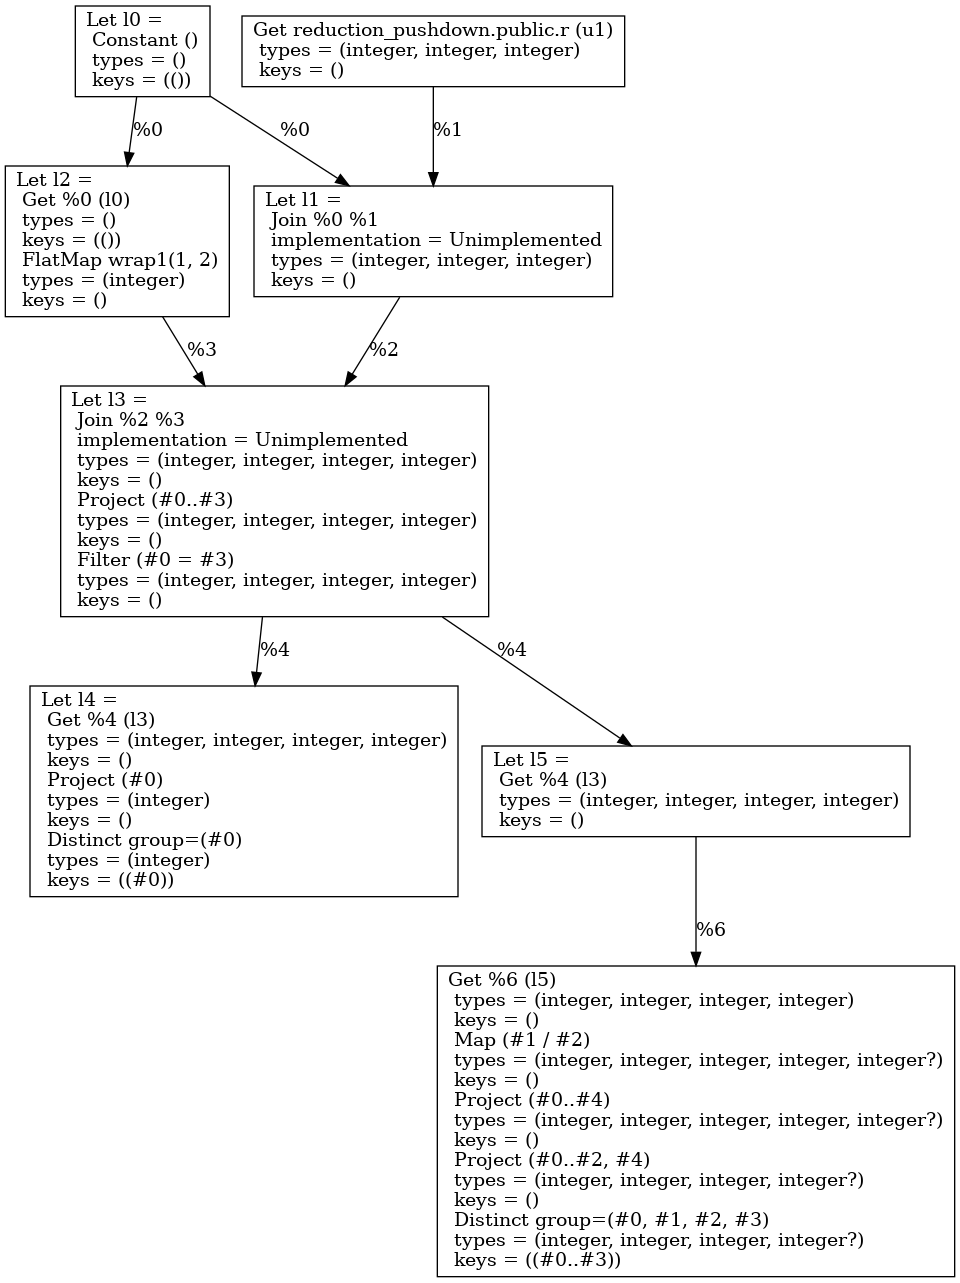 Let l0 =
Constant ()
types = ()
keys = (())
Get reduction_pushdown.public.r (u1)
types = (integer, integer, integer)
keys = ()
%0
%0
%1
Let l2 =
Get %0 (l0)
types = ()
keys = (())
FlatMap wrap1(1, 2)
types = (integer)
keys = ()
Let l1 =
Join %0 %1
implementation = Unimplemented
types = (integer, integer, integer)
keys = ()
%3
%2
Let l3 =
Join %2 %3
implementation = Unimplemented
types = (integer, integer, integer, integer)
keys = ()
Project (#0..#3)
types = (integer, integer, integer, integer)
keys = ()
Filter (#0 = #3)
types = (integer, integer, integer, integer)
keys = ()
%4
%4
Let l4 =
Get %4 (l3)
types = (integer, integer, integer, integer)
keys = ()
Project (#0)
types = (integer)
keys = ()
Distinct group=(#0)
types = (integer)
keys = ((#0))
Let l5 =
Get %4 (l3)
types = (integer, integer, integer, integer)
keys = ()
%6
Get %6 (l5)
types = (integer, integer, integer, integer)
keys = ()
Map (#1 / #2)
types = (integer, integer, integer, integer, integer?)
keys = ()
Project (#0..#4)
types = (integer, integer, integer, integer, integer?)
keys = ()
Project (#0..#2, #4)
types = (integer, integer, integer, integer?)
keys = ()
Distinct group=(#0, #1, #2, #3)
types = (integer, integer, integer, integer?)
keys = ((#0..#3))